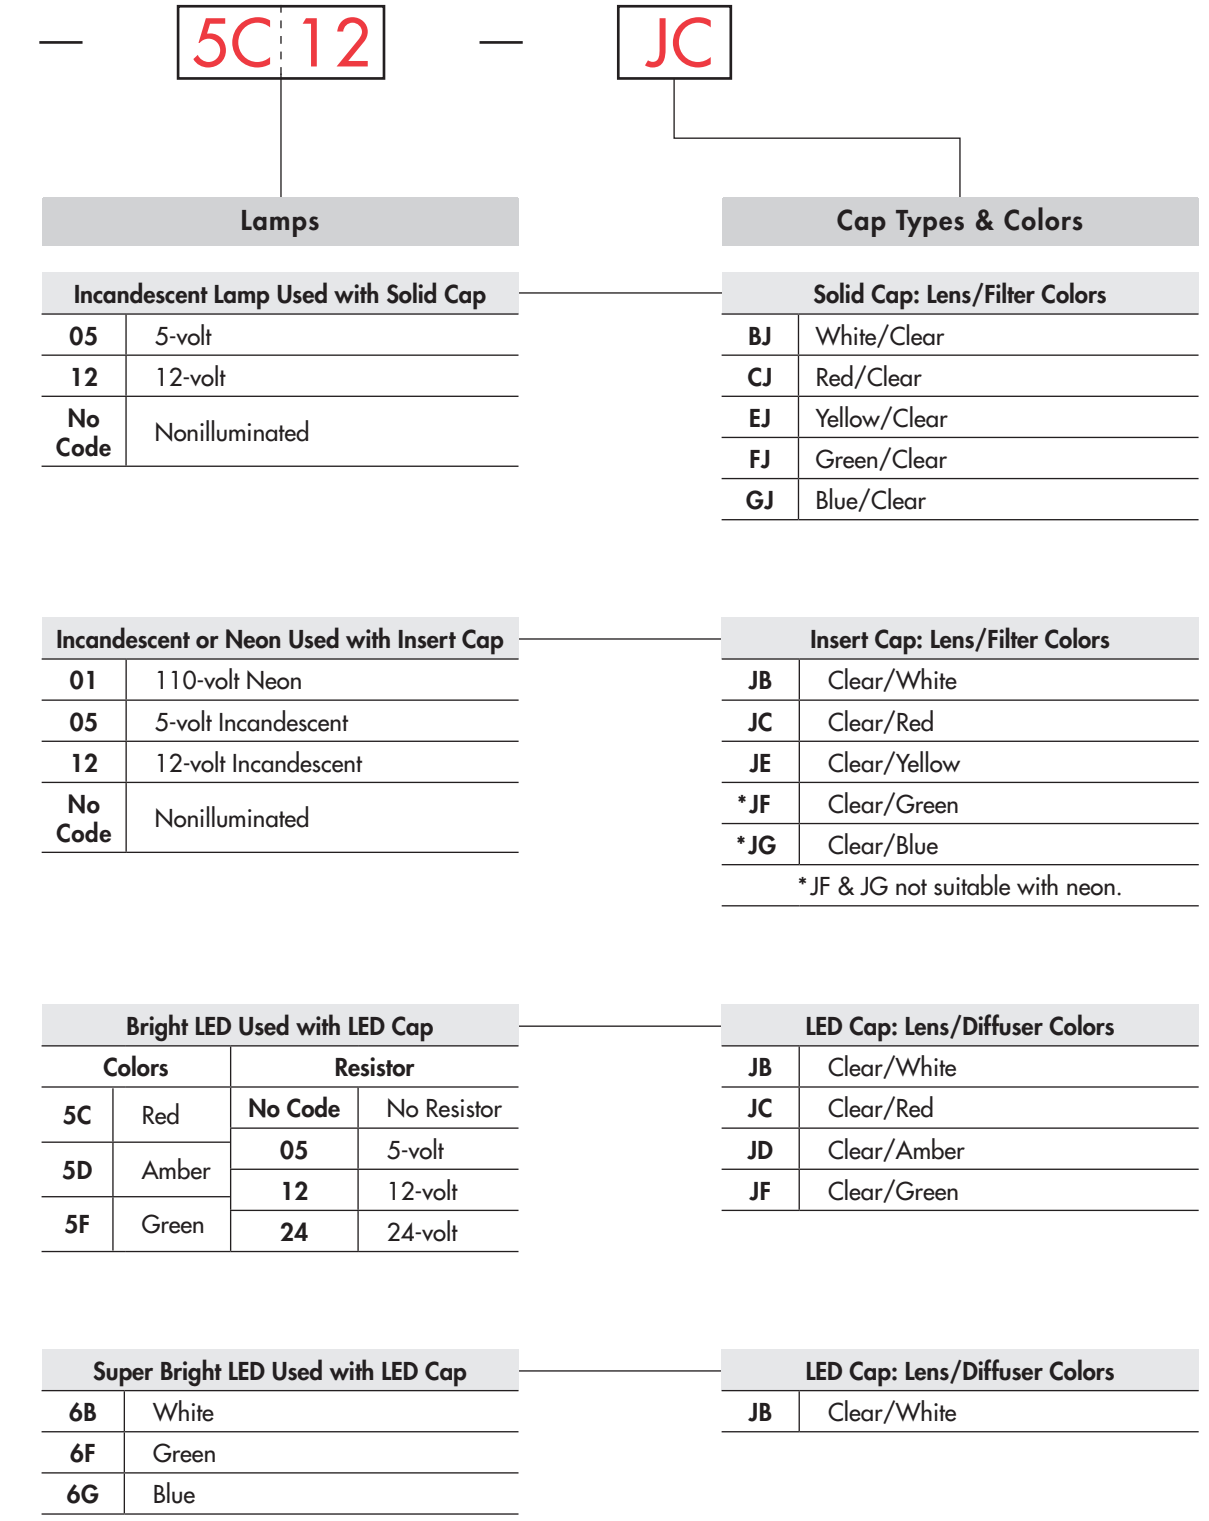 — 5C 12 — JC
Lamps
Cap Types & Colors
Incandescent Lamp Used with Solid Cap
05 5-volt
12 12-volt
No Code Nonilluminated
Solid Cap: Lens/Filter Colors
BJ White/Clear
CJ Red/Clear
EJ Yellow/Clear
FJ Green/Clear
GJ Blue/Clear
Incandescent or Neon Used with Insert Cap
01 110-volt Neon
05 5-volt Incandescent
12 12-volt Incandescent
No Code Nonilluminated
Insert Cap: Lens/Filter Colors
JB Clear/White
JC Clear/Red
JE Clear/Yellow
*JF Clear/Green
*JG Clear/Blue
*JF & JG not suitable with neon.
Bright LED Used with LED Cap
Colors Resistor
5C Red
5D Amber
5F Green
No Code No Resistor
05 5-volt
12 12-volt
24 24-volt
LED Cap: Lens/Diffuser Colors
JB Clear/White
JC Clear/Red
JD Clear/Amber
JF Clear/Green
Super Bright LED Used with LED Cap
6B White
6F Green
6G Blue
LED Cap: Lens/Diffuser Colors
JB Clear/White